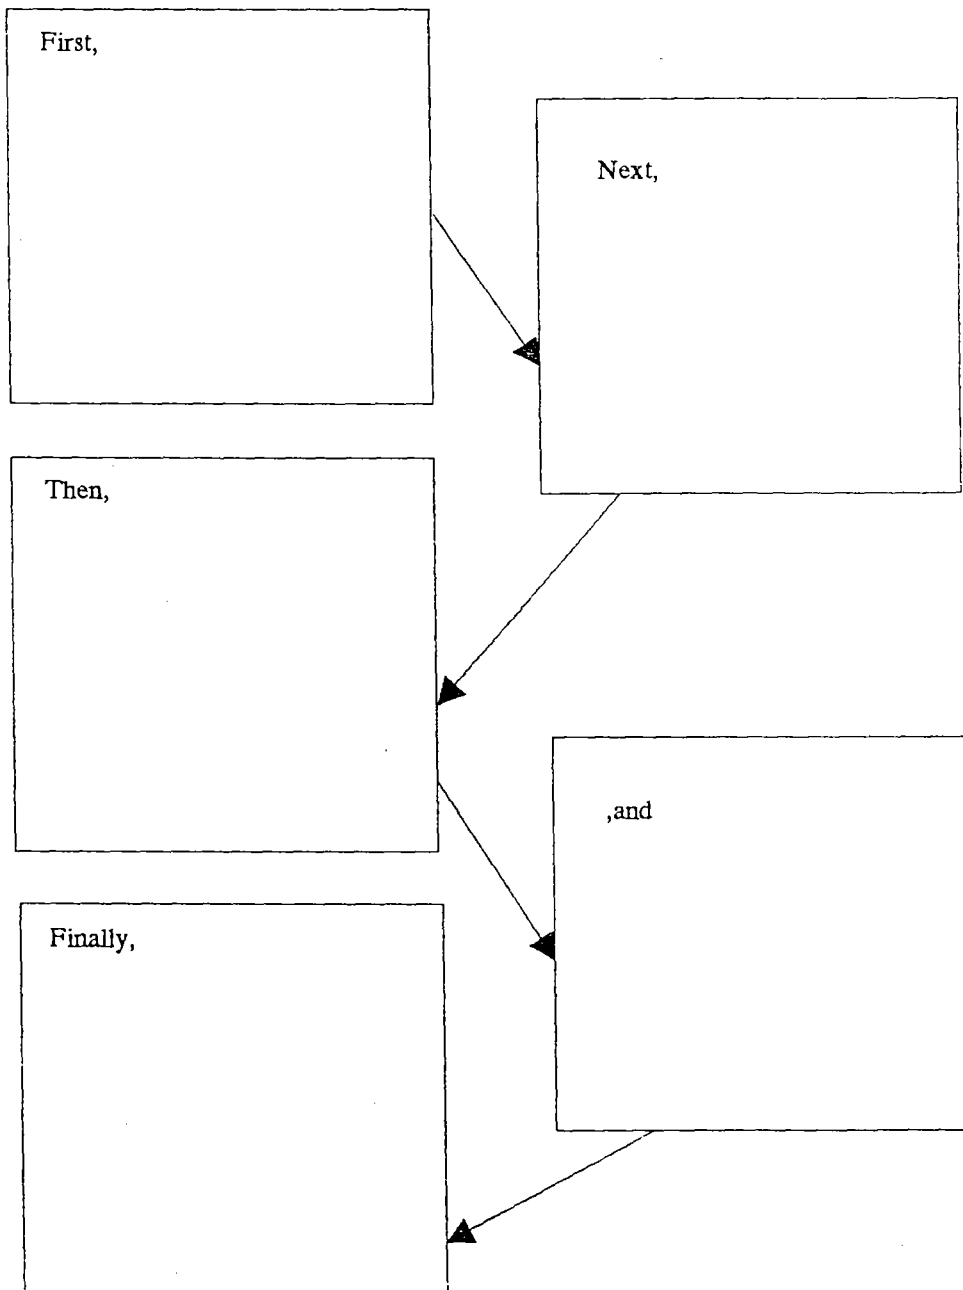 First,
Next,
Then,
,and
Finally,